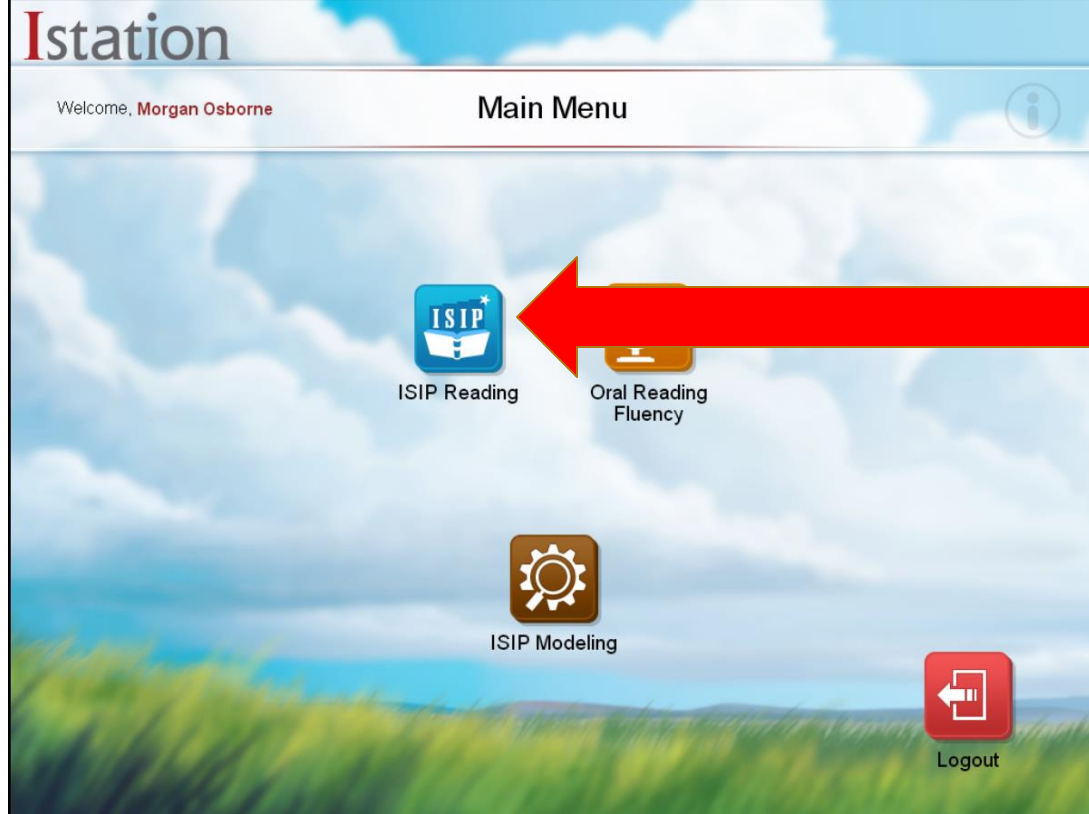 Istation
Welcome, Morgan Osborne
Main Menu
ISIP
ISIP Reading
Oral Reading
Fluency
ISIP Modeling
Logout